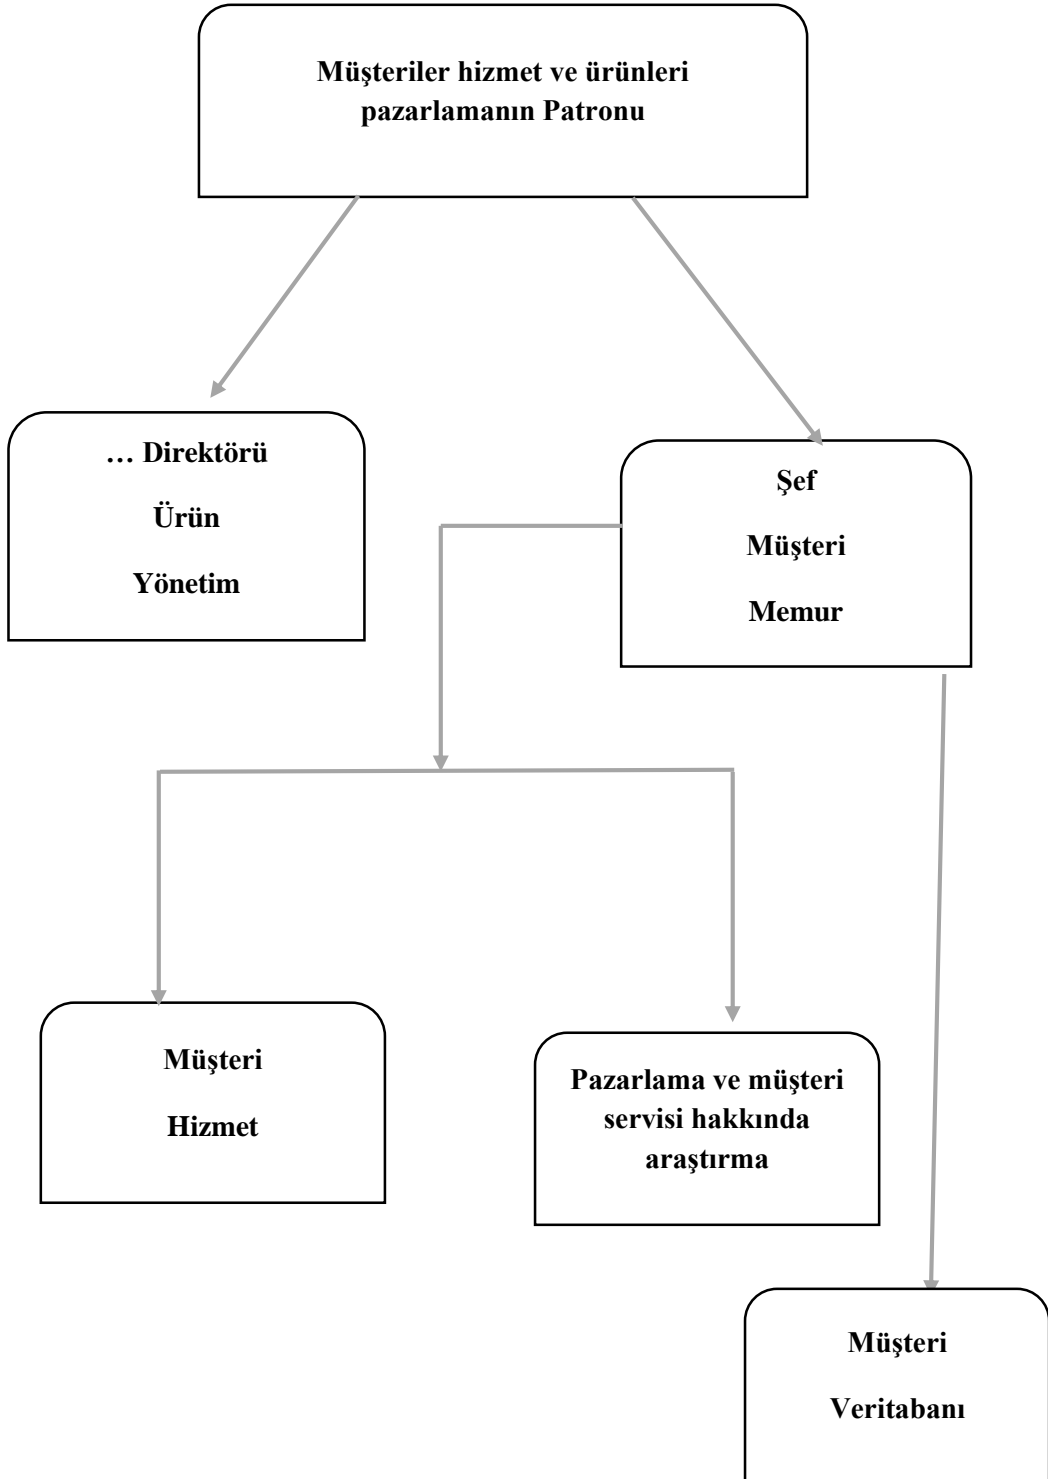 Müşteriler hizmet ve ürünleri
pazarlamanın Patronu
… Direktörü
Ürün
Yönetim
Şef
Müşteri
Memur
Müşteri
Hizmet
Pazarlama ve müşteri
servisi hakkında
araştırma
Müşteri
Veritabanı